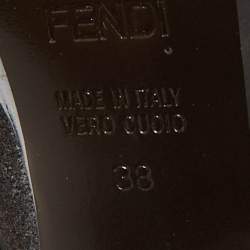 FENDI
MADE IN ITALY
VERO CUOIO
38